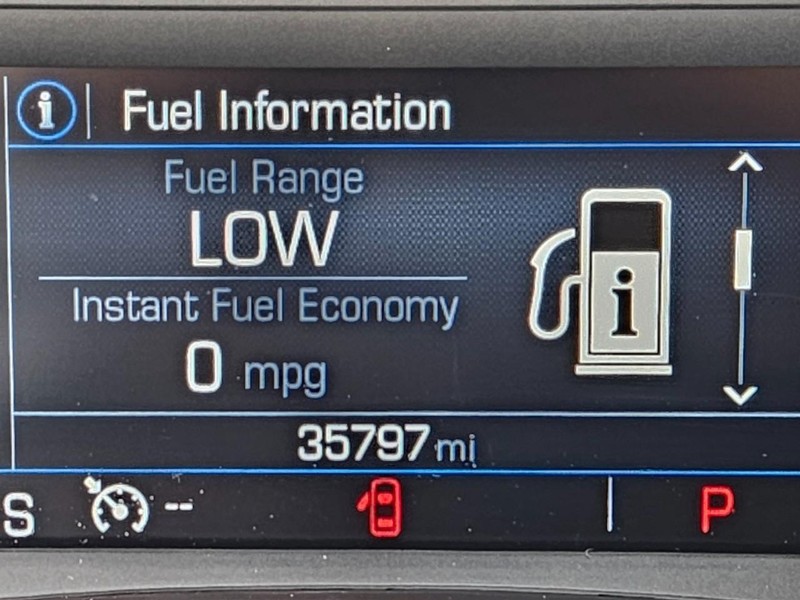 i Fuel Information
Fuel Range
LOW
Instant Fuel Economy
i
0 mpg
35797 mi
S -- P